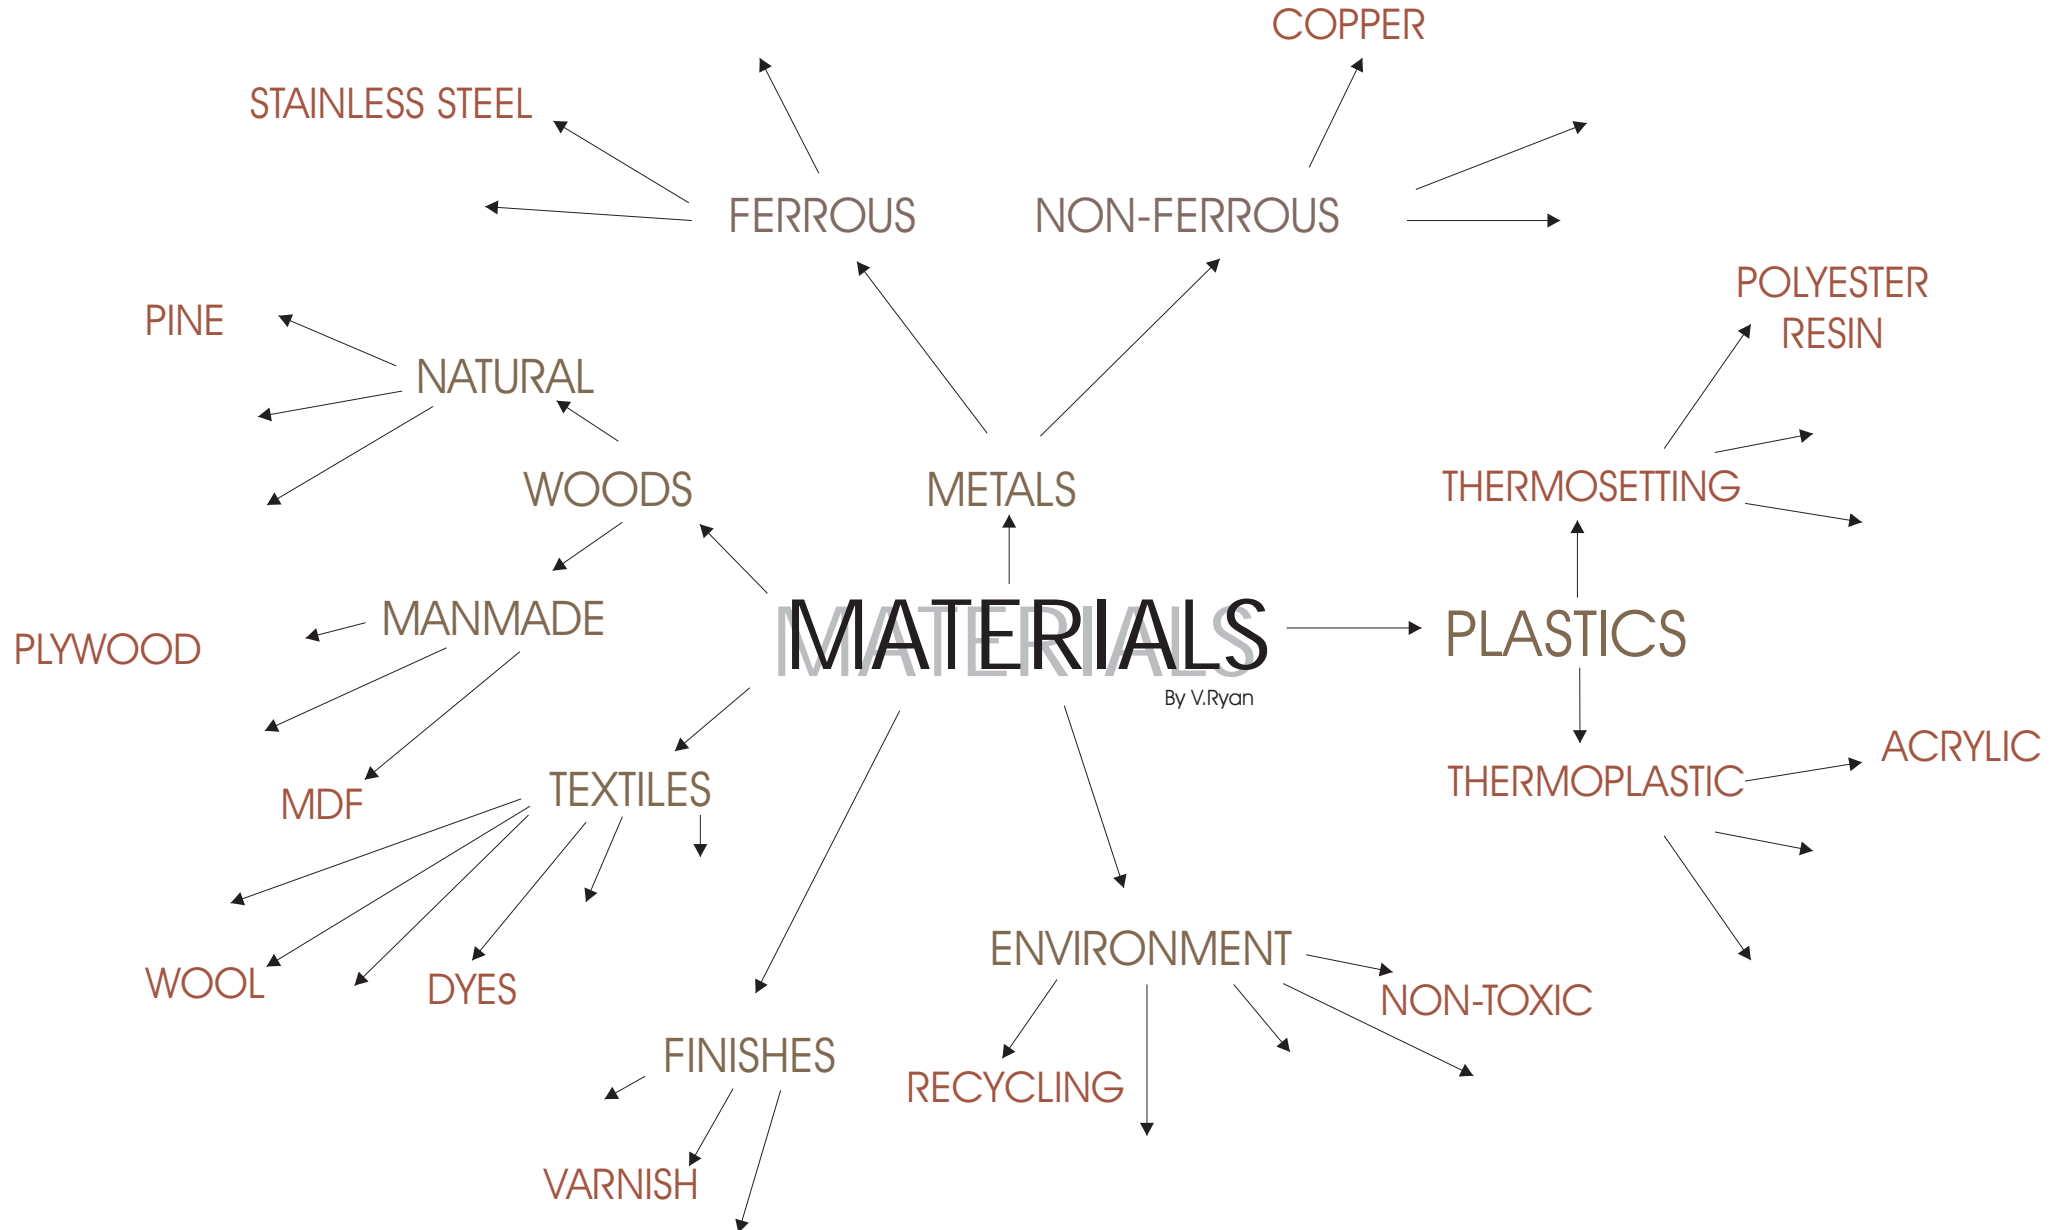 COPPER
STAINLESS STEEL
FERROUS
NON-FERROUS
POLYESTER
RESIN
PINE
NATURAL
WOODS
METALS
THERMOSETTING
MANMADE
MATERIALS
PLASTICS
PLYWOOD
By V.Ryan
ACRYLIC
THERMOPLASTIC
TEXTILES
MDF
ENVIRONMENT
WOOL
DYES
NON-TOXIC
FINISHES
RECYCLING
VARNISH